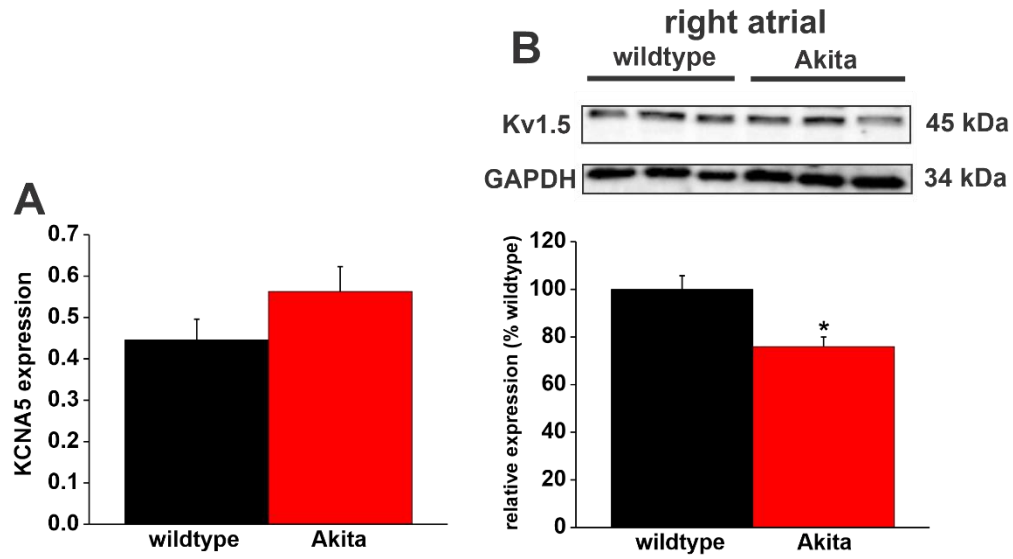 A
0.7
0.6
0.5
0.4
0.3
0.2
0.1
0.0
KCNA5 expression
wildtype Akita
B
right atrial
wildtype Akita
Kv1.5 45 kDa
GAPDH 34 kDa
120
100
80
60
40
20
0
relative expression (% wildtype)
*
wildtype Akita